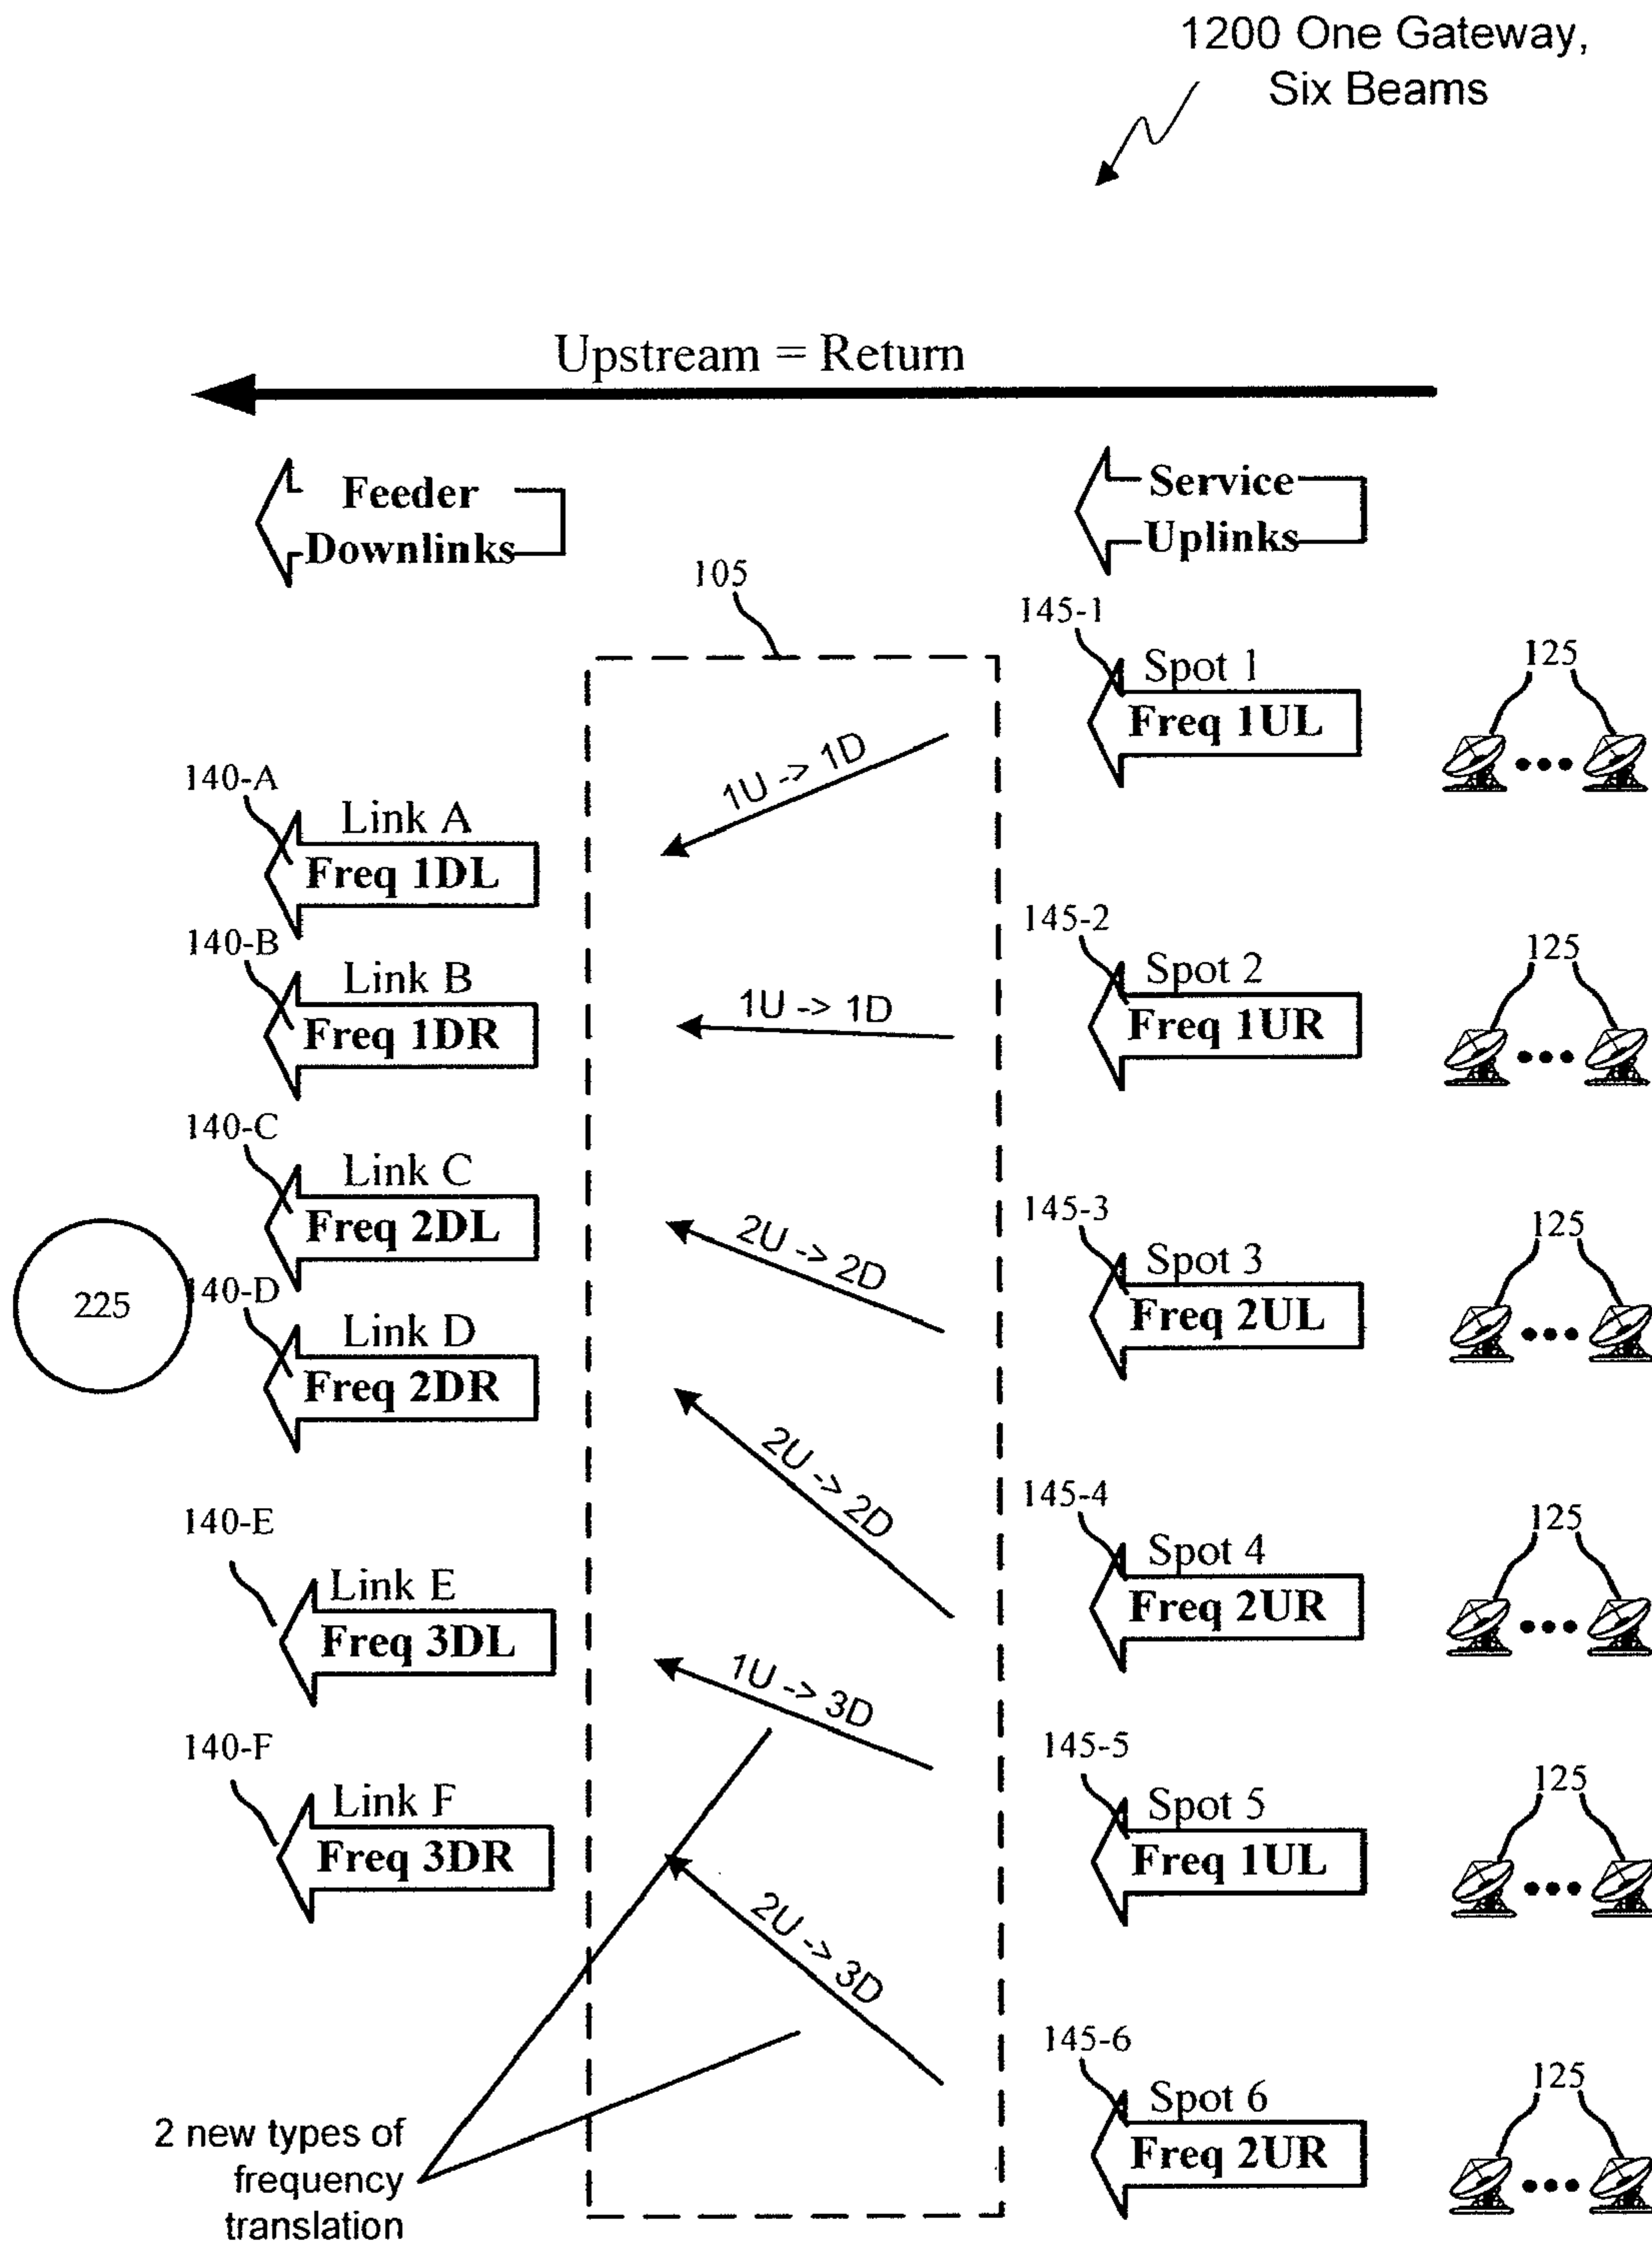 1200 One Gateway,
Six Beams
Upstream = Return
Feeder
Downlinks
Service
Uplinks
105
145-1
Spot 1
Freq 1UL
125
1U -> 1D
140-A
Link A
Freq 1DL
145-2
Spot 2
Freq 1UR
125
140-B
Link B
Freq 1DR
1U -> 1D
140-C
Link C
Freq 2DL
145-3
Spot 3
Freq 2UL
125
2U -> 2D
225
140-D
Link D
Freq 2DR
2U -> 2D
145-4
Spot 4
Freq 2UR
125
140-E
Link E
Freq 3DL
1U -> 3D
145-5
Spot 5
Freq 1UL
125
140-F
Link F
Freq 3DR
2U -> 3D
145-6
Spot 6
Freq 2UR
125
2 new types of
frequency
translation